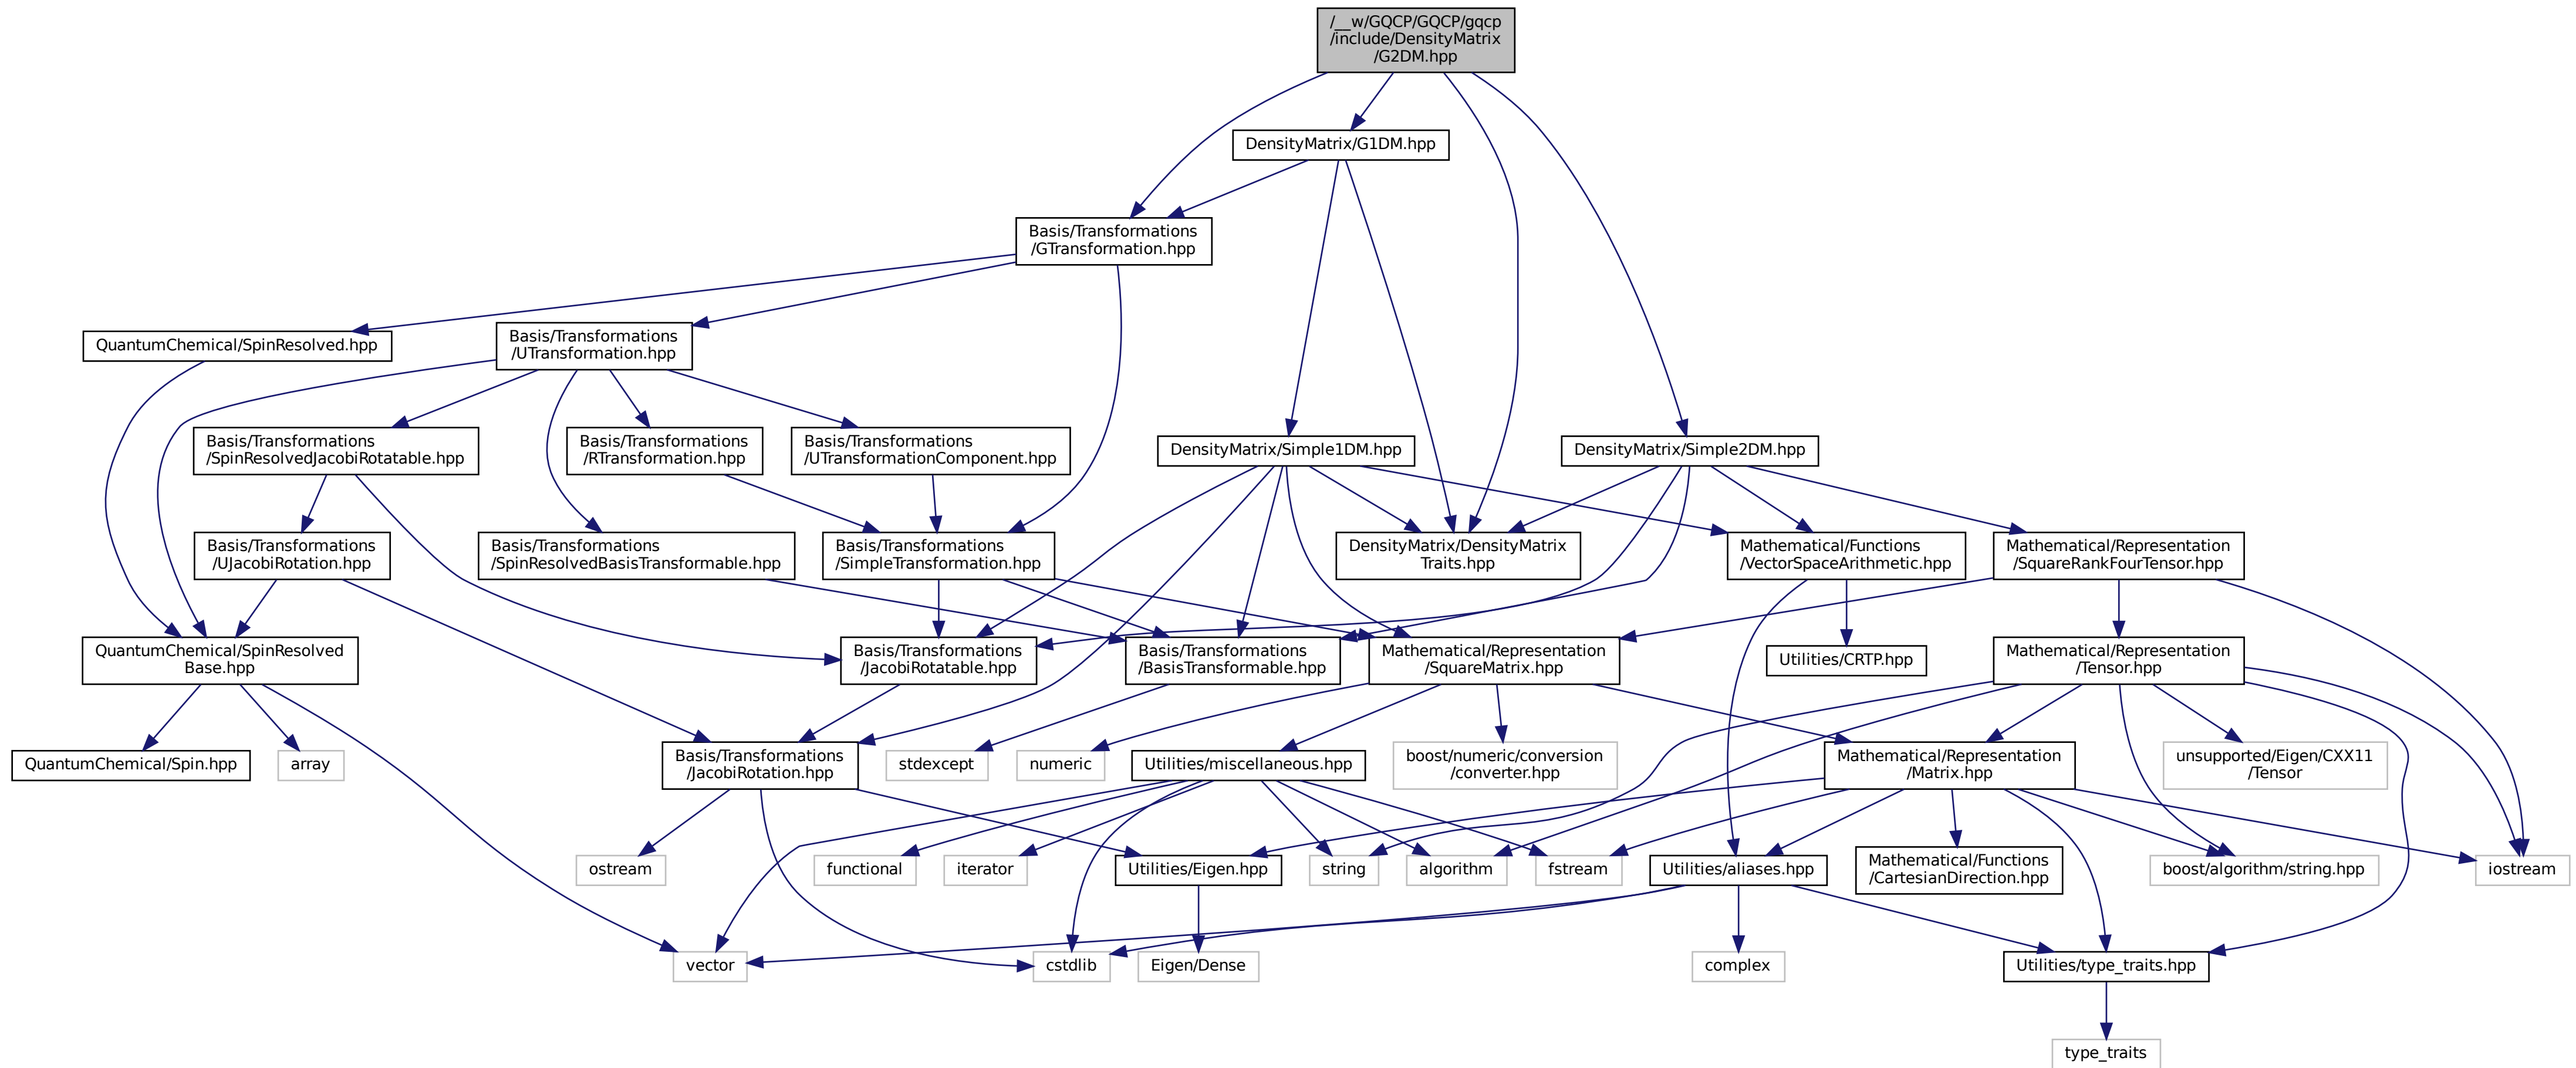 /__w/GQCP/GQCP/gqcp
/include/DensityMatrix
/G2DM.hpp
DensityMatrix/G1DM.hpp
Basis/Transformations
/GTransformation.hpp
QuantumChemical/SpinResolved.hpp
Basis/Transformations
/UTransformation.hpp
Basis/Transformations
/SpinResolvedJacobiRotatable.hpp
Basis/Transformations
/RTransformation.hpp
Basis/Transformations
/UTransformationComponent.hpp
DensityMatrix/Simple1DM.hpp
DensityMatrix/Simple2DM.hpp
Basis/Transformations
/UJacobiRotation.hpp
Basis/Transformations
/SpinResolvedBasisTransformable.hpp
Basis/Transformations
/SimpleTransformation.hpp
DensityMatrix/DensityMatrix
Traits.hpp
Mathematical/Functions
/VectorSpaceArithmetic.hpp
Mathematical/Representation
/SquareRankFourTensor.hpp
QuantumChemical/SpinResolved
Base.hpp
Basis/Transformations
/JacobiRotatable.hpp
Basis/Transformations
/BasisTransformable.hpp
Mathematical/Representation
/SquareMatrix.hpp
Utilities/CRTP.hpp
Mathematical/Representation
/Tensor.hpp
QuantumChemical/Spin.hpp
array
Basis/Transformations
/JacobiRotation.hpp
stdexcept
numeric
Utilities/miscellaneous.hpp
boost/numeric/conversion
/converter.hpp
Mathematical/Representation
/Matrix.hpp
unsupported/Eigen/CXX11
/Tensor
ostream
functional
iterator
Utilities/Eigen.hpp
string
algorithm
fstream
Utilities/aliases.hpp
Mathematical/Functions
/CartesianDirection.hpp
boost/algorithm/string.hpp
iostream
vector
cstdlib
Eigen/Dense
complex
Utilities/type_traits.hpp
type_traits